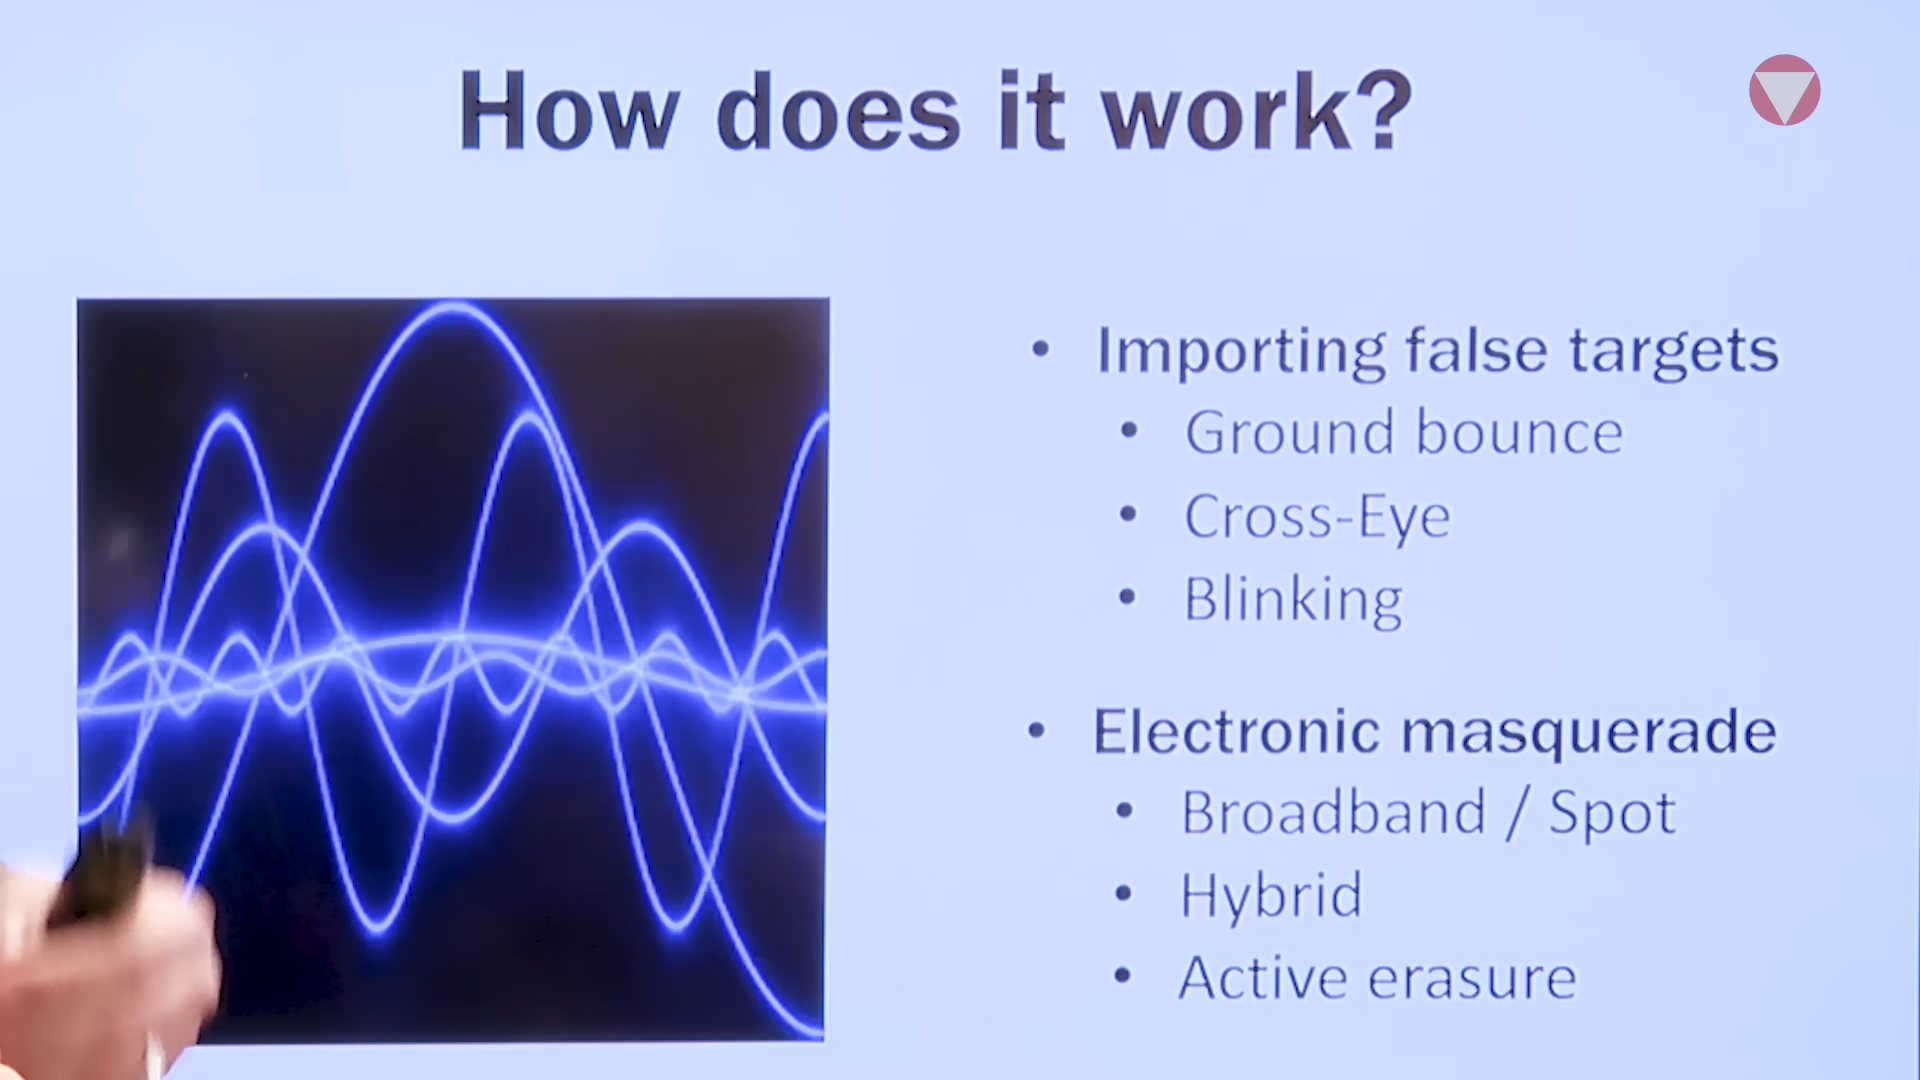 How does it work?
• Importing false targets
• Ground bounce
• Cross-Eye
• Blinking
• Electronic masquerade
• Broadband / Spot
• Hybrid
• Active erasure